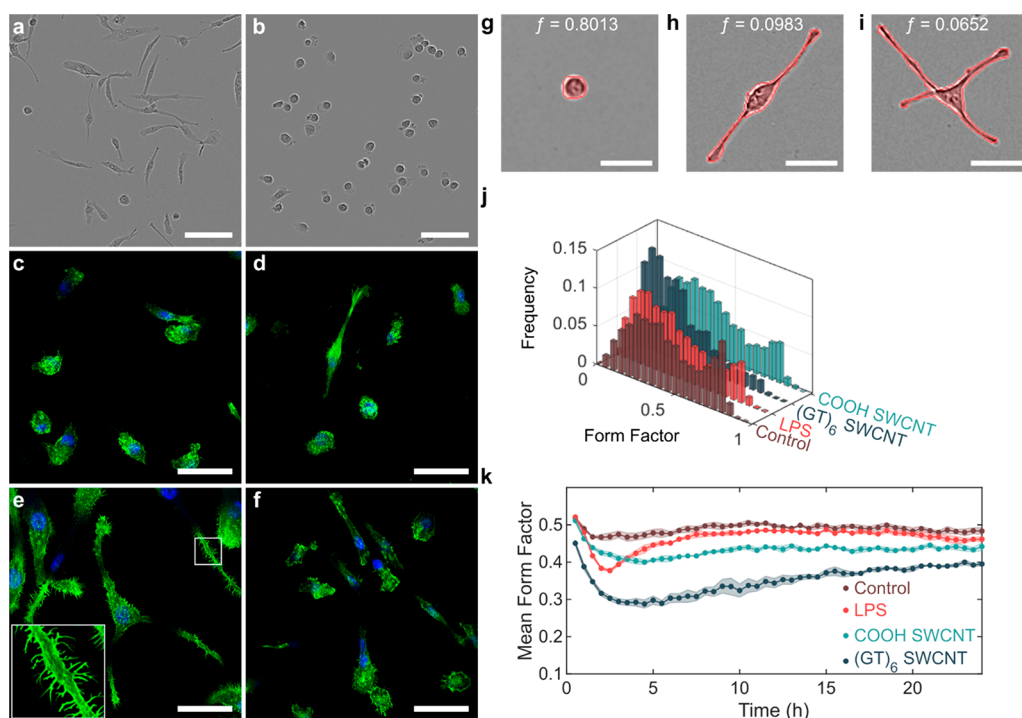 a
b
c
d
e
f
g
ƒ = 0.8013
h
ƒ = 0.0983
i
ƒ = 0.0652
j
0.15
0.1
0.05
0
Frequency
0
0.5
1
Form Factor
COOH SWCNT
(GT)6 SWCNT
LPS
Control
k
0.5
0.4
0.3
0.2
0.1
Mean Form Factor
Control
LPS
COOH SWCNT
(GT)6 SWCNT
0
5
10
15
20
Time (h)